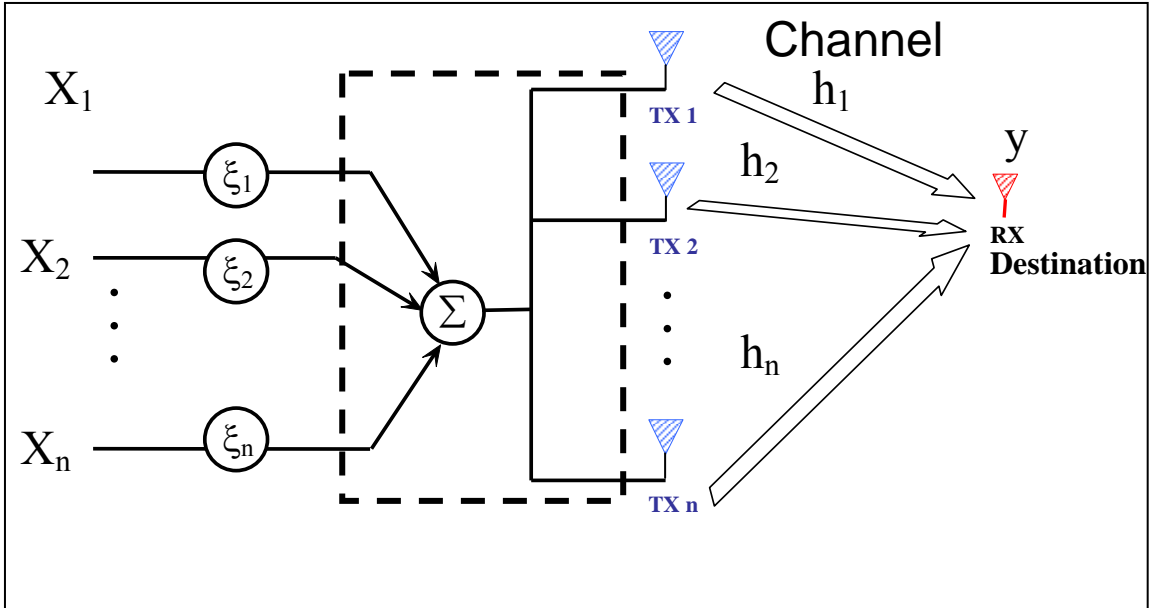 Channel
X₁
h₁
TX 1
ξ₁
y
h₂
X₂
ξ₂
TX 2
RX
Destination
Σ
hₙ
Xₙ
ξₙ
TX n